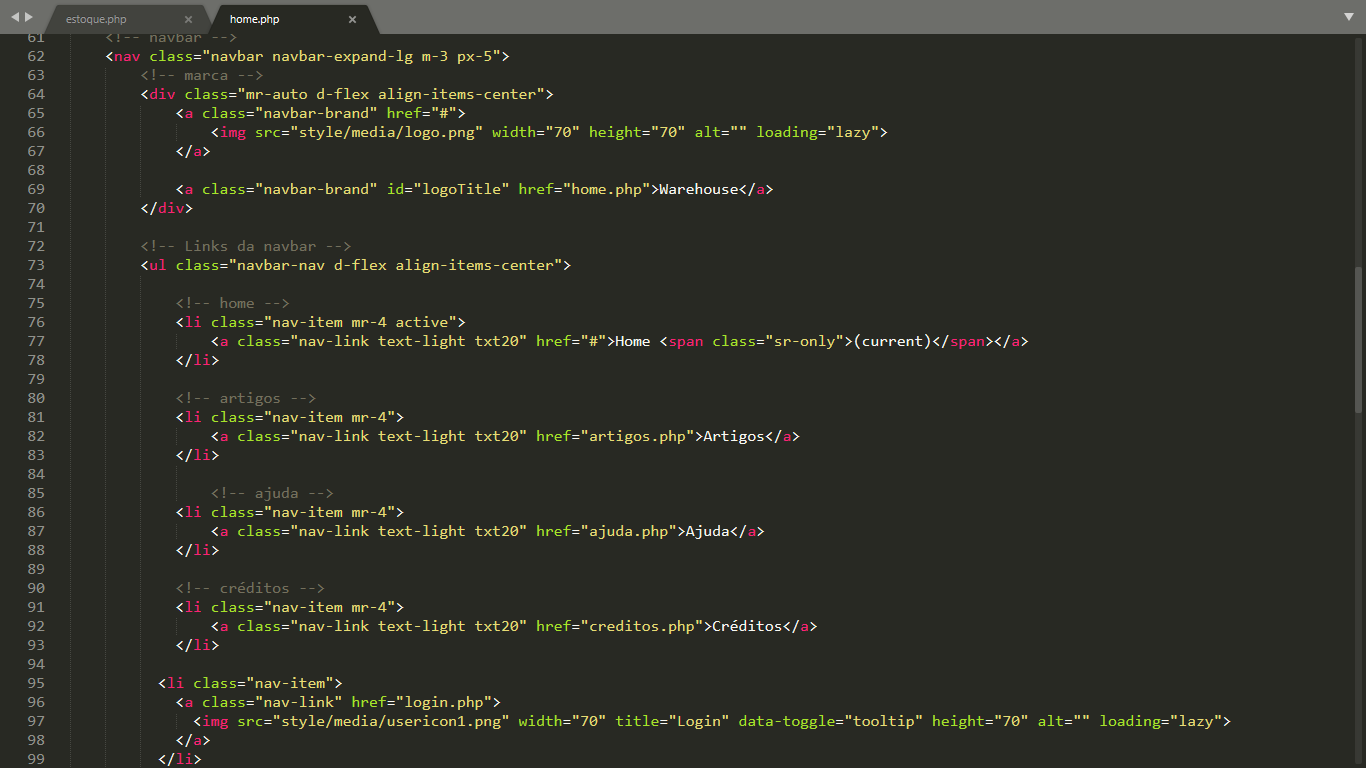 estoque.php × home.php ×
61 <!-- navbar -->
62 <nav class="navbar navbar-expand-lg m-3 px-5">
63 <!-- marca -->
64 <div class="mr-auto d-flex align-items-center">
65 <a class="navbar-brand" href="#">
66 <img src="style/media/logo.png" width="70" height="70" alt="" loading="lazy">
67 </a>
68
69 <a class="navbar-brand" id="logoTitle" href="home.php">Warehouse</a>
70 </div>
71
72 <!-- Links da navbar -->
73 <ul class="navbar-nav d-flex align-items-center">
74
75 <!-- home -->
76 <li class="nav-item mr-4 active">
77 <a class="nav-link text-light txt20" href="#">Home <span class="sr-only">(current)</span></a>
78 </li>
79
80 <!-- artigos -->
81 <li class="nav-item mr-4">
82 <a class="nav-link text-light txt20" href="artigos.php">Artigos</a>
83 </li>
84
85 <!-- ajuda -->
86 <li class="nav-item mr-4">
87 <a class="nav-link text-light txt20" href="ajuda.php">Ajuda</a>
88 </li>
89
90 <!-- créditos -->
91 <li class="nav-item mr-4">
92 <a class="nav-link text-light txt20" href="creditos.php">Créditos</a>
93 </li>
94
95 <li class="nav-item">
96 <a class="nav-link" href="login.php">
97 <img src="style/media/usericon1.png" width="70" title="Login" data-toggle="tooltip" height="70" alt="" loading="lazy">
98 </a>
99 </li>